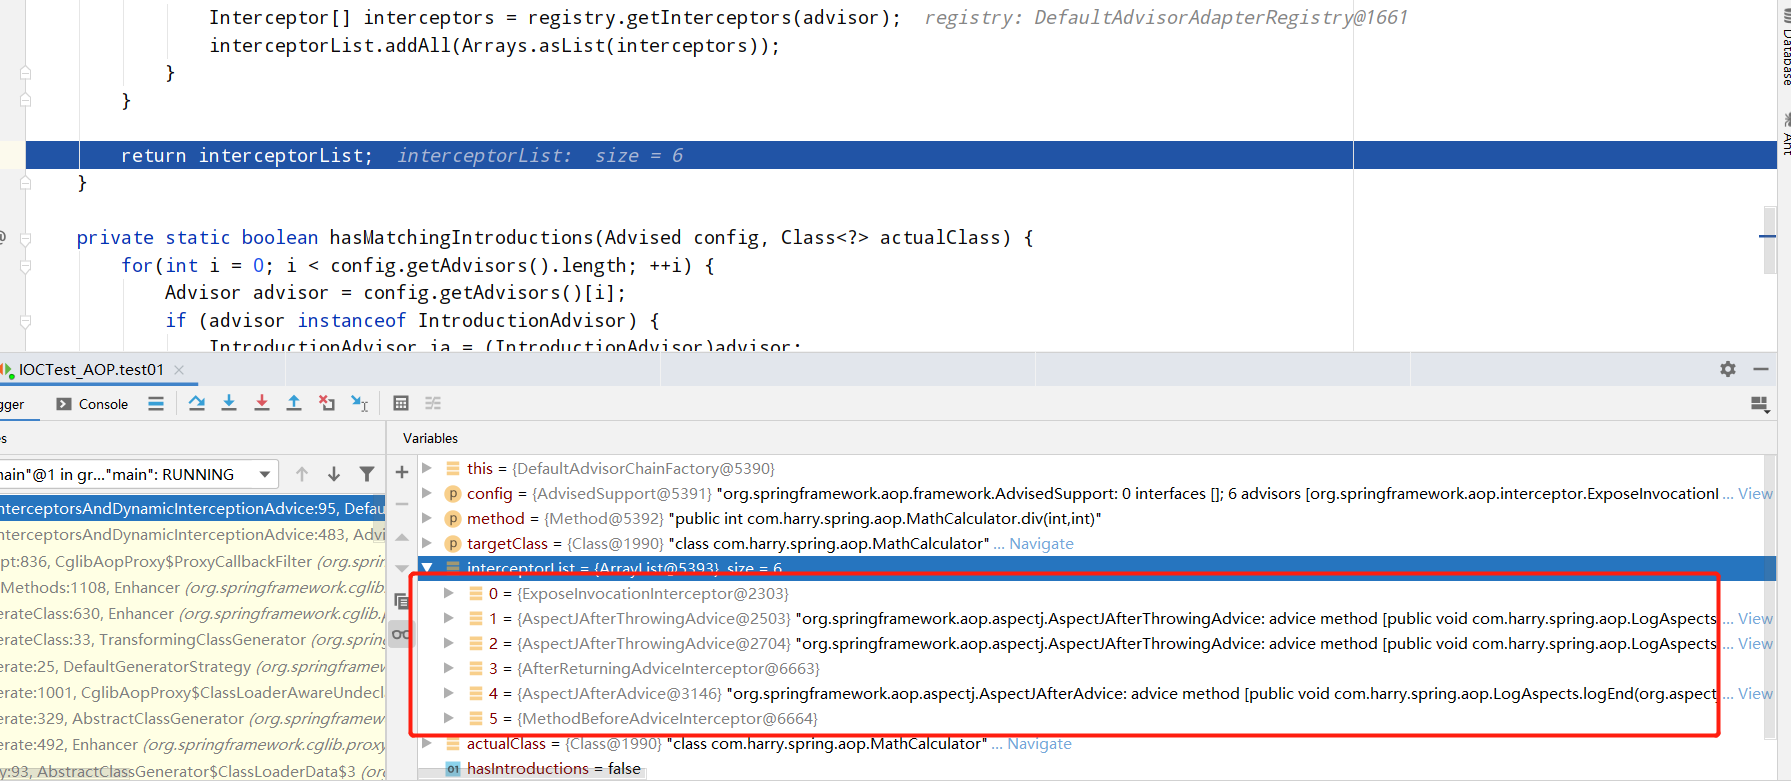 Interceptor[] interceptors = registry.getInterceptors(advisor);  registry: DefaultAdvisorAdapterRegistry@1661
interceptorList.addAll(Arrays.asList(interceptors));
}
}
return interceptorList;  interceptorList:  size = 6
}
private static boolean hasMatchingIntroductions(Advised config, Class<?> actualClass) {
for(int i = 0; i < config.getAdvisors().length; ++i) {
Advisor advisor = config.getAdvisors()[i];
if (advisor instanceof IntroductionAdvisor) {
IntroductionAdvisor ia = (IntroductionAdvisor)advisor;
Database
Ant
IOCTest_AOP.test01
gger
Console
es
Variables
nain"@1 in gr..."main": RUNNING
nterceptorsAndDynamicInterceptionAdvice:95, Defau
nterceptorsAndDynamicInterceptionAdvice:483, Advi
pt:836, CglibAopProxy$ProxyCallbackFilter (org.sprin
Methods:1108, Enhancer (org.springframework.cglib.
erateClass:630, Enhancer (org.springframework.cglib.p
erateClass:33, TransformingClassGenerator (org.spring
erate:25, DefaultGeneratorStrategy (org.springframew
erate:1001, CglibAopProxy$ClassLoaderAwareUndecl
erate:329, AbstractClassGenerator (org.springframew
erate:492, Enhancer (org.springframework.cglib.proxy
y:93, AbstractClassGenerator$ClassLoaderData$3 (or
this = {DefaultAdvisorChainFactory@5390}
config = {AdvisedSupport@5391} "org.springframework.aop.framework.AdvisedSupport: 0 interfaces []; 6 advisors [org.springframework.aop.interceptor.ExposeInvocationI ... View
method = {Method@5392} "public int com.harry.spring.aop.MathCalculator.div(int,int)"
targetClass = {Class@1990} "class com.harry.spring.aop.MathCalculator" ... Navigate
interceptorList = {ArrayList@5393}  size = 6
0 = {ExposeInvocationInterceptor@2303}
1 = {AspectJAfterThrowingAdvice@2503} "org.springframework.aop.aspectj.AspectJAfterThrowingAdvice: advice method [public void com.harry.spring.aop.LogAspects ... View
2 = {AspectJAfterThrowingAdvice@2704} "org.springframework.aop.aspectj.AspectJAfterThrowingAdvice: advice method [public void com.harry.spring.aop.LogAspects ... View
3 = {AfterReturningAdviceInterceptor@6663}
4 = {AspectJAfterAdvice@3146} "org.springframework.aop.aspectj.AspectJAfterAdvice: advice method [public void com.harry.spring.aop.LogAspects.logEnd(org.aspect ... View
5 = {MethodBeforeAdviceInterceptor@6664}
actualClass = {Class@1990} "class com.harry.spring.aop.MathCalculator" ... Navigate
hasIntroductions = false